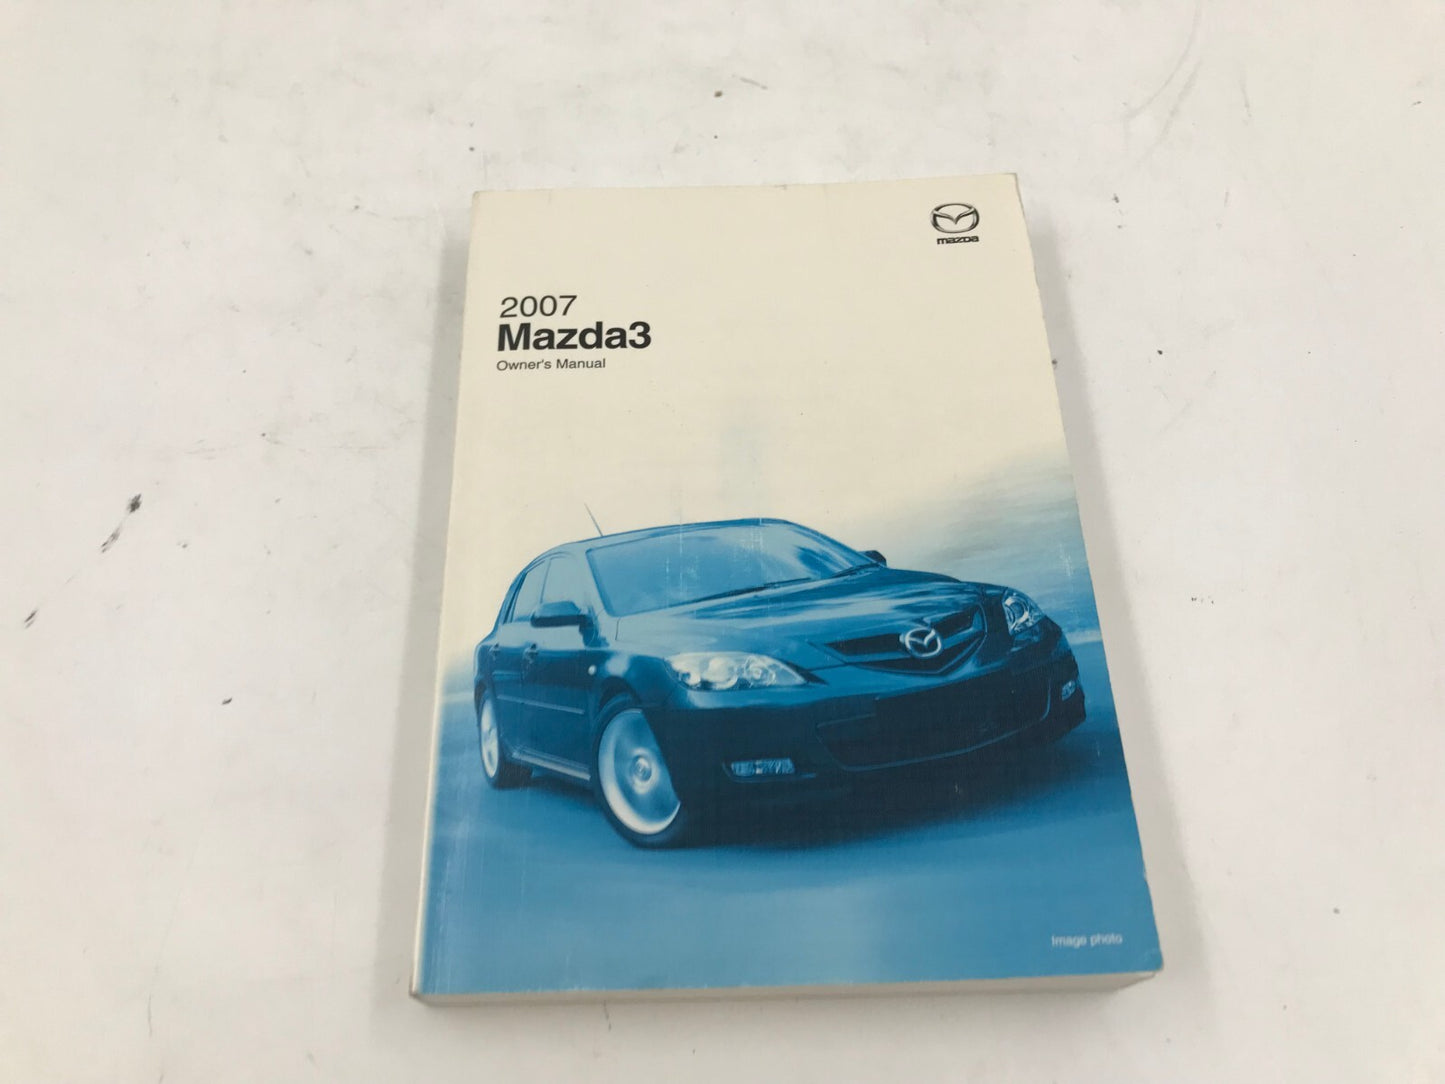 mazda
2007
Mazda3
Owner's Manual
Image photo